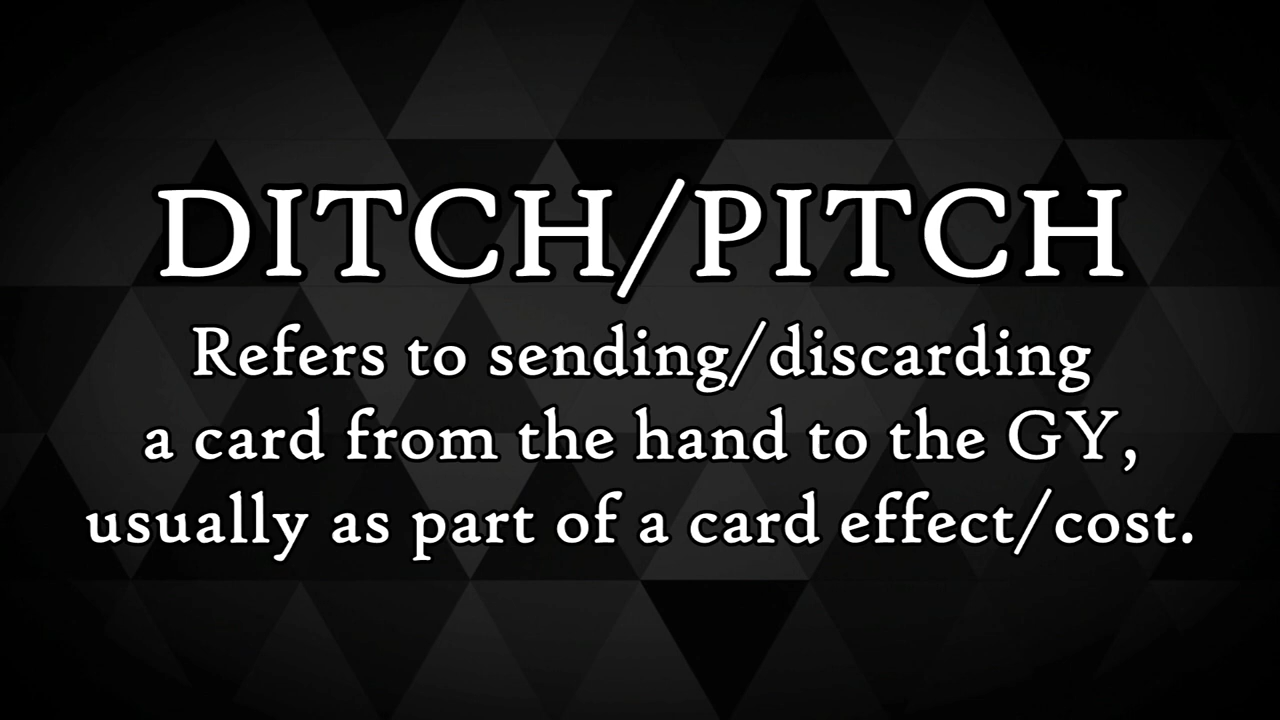 DITCH/PITCH
Refers to sending/discarding
a card from the hand to the GY,
usually as part of a card effect/cost.